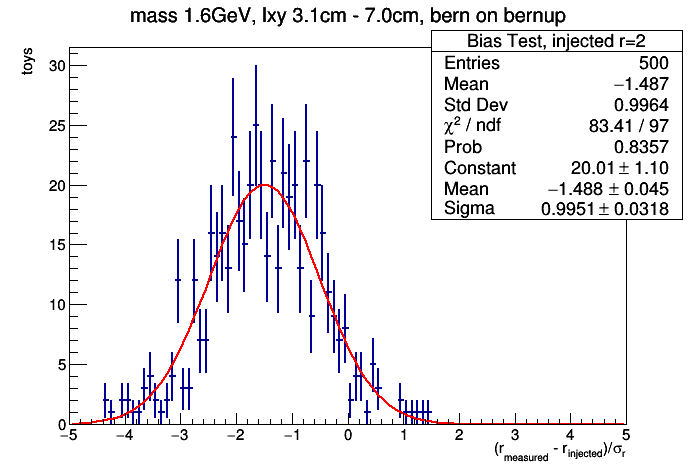 mass 1.6GeV, lxy 3.1cm - 7.0cm, bern on bernup
toys
Bias Test, injected r=2
Entries 500
Mean −1.487
Std Dev 0.9964
χ² / ndf 83.41 / 97
Prob 0.8357
Constant 20.01 ± 1.10
Mean −1.488 ± 0.045
Sigma 0.9951 ± 0.0318
30
25
20
15
10
5
0
−5 −4 −3 −2 −1 0 1 2 3 4 5
(r_measured - r_injected)/σ_r